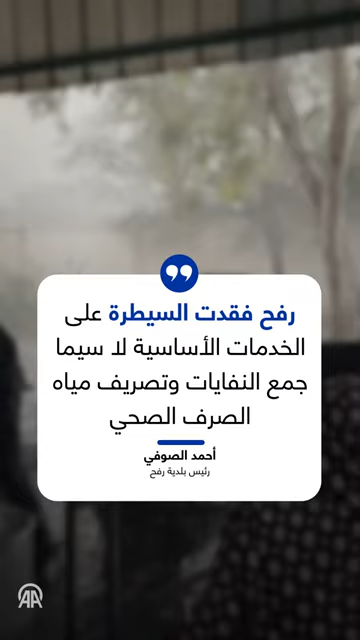 رفح فقدت السيطرة على
الخدمات الأساسية لا سيما
جمع النفايات وتصريف مياه
الصرف الصحي
أحمد الصوفي
رئيس بلدية رفح
AA